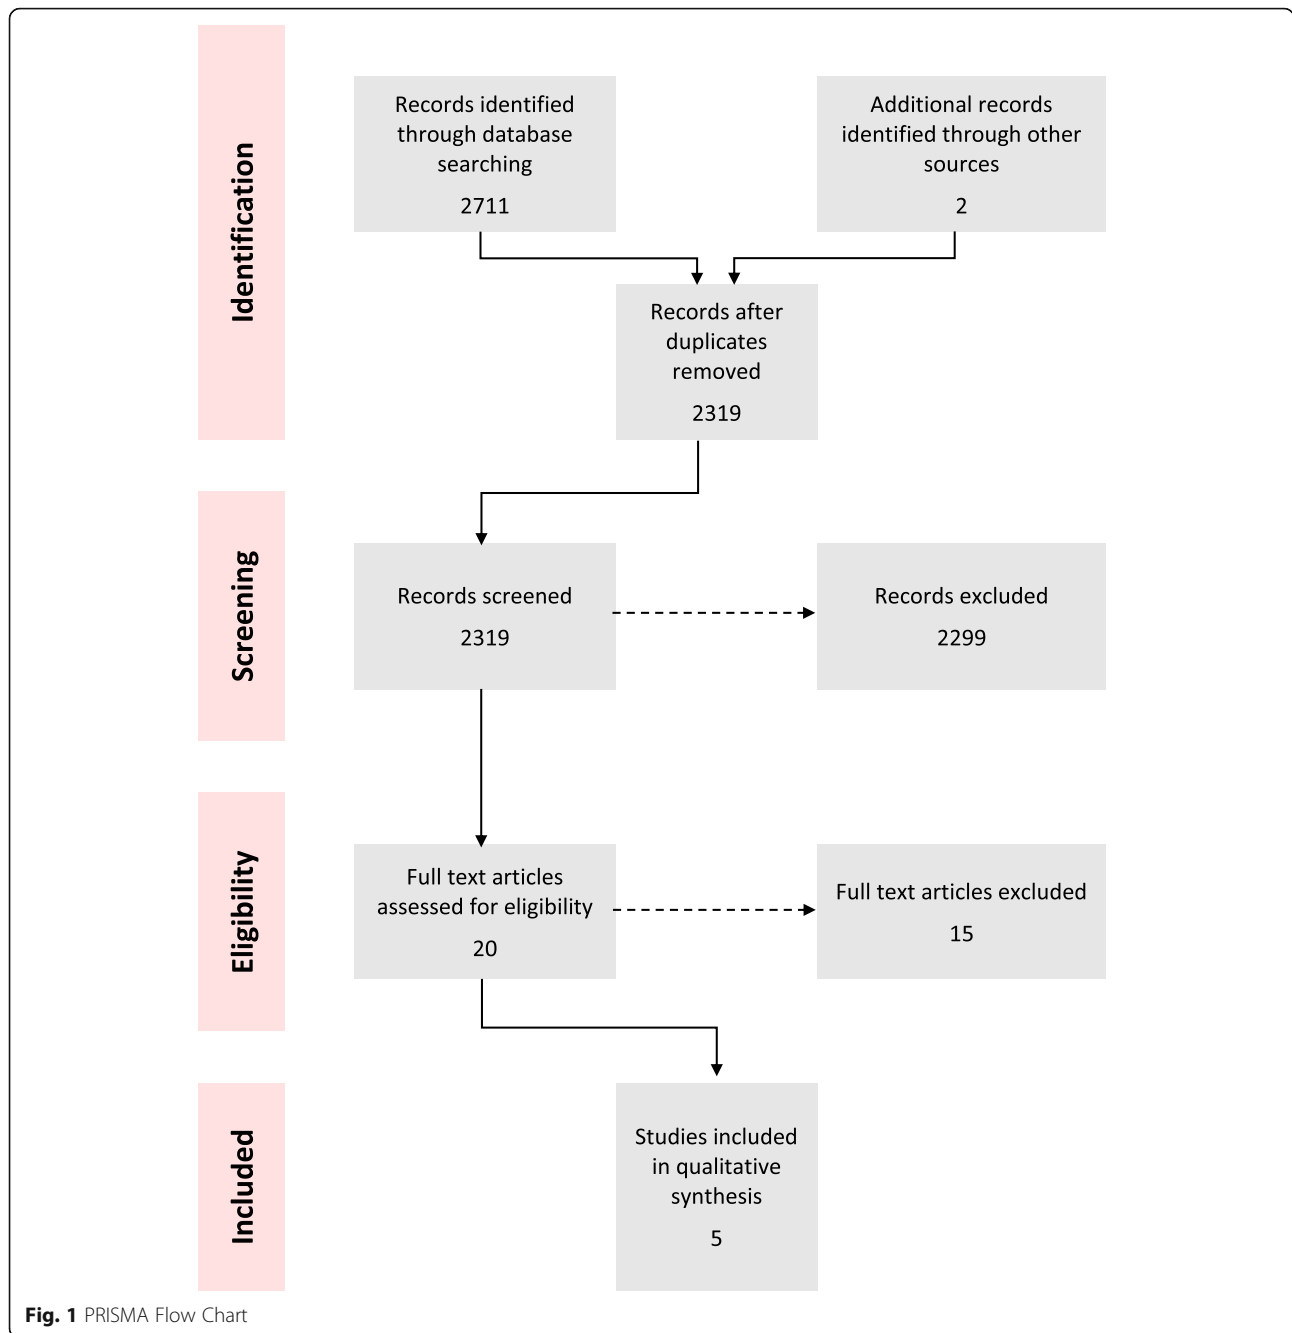 Identification
Records identified
through database
searching
2711
Additional records
identified through other
sources
2
Records after
duplicates
removed
2319
Screening
Records screened
2319
Records excluded
2299
Eligibility
Full text articles
assessed for eligibility
20
Full text articles excluded
15
Included
Studies included
in qualitative
synthesis
5
Fig. 1 PRISMA Flow Chart